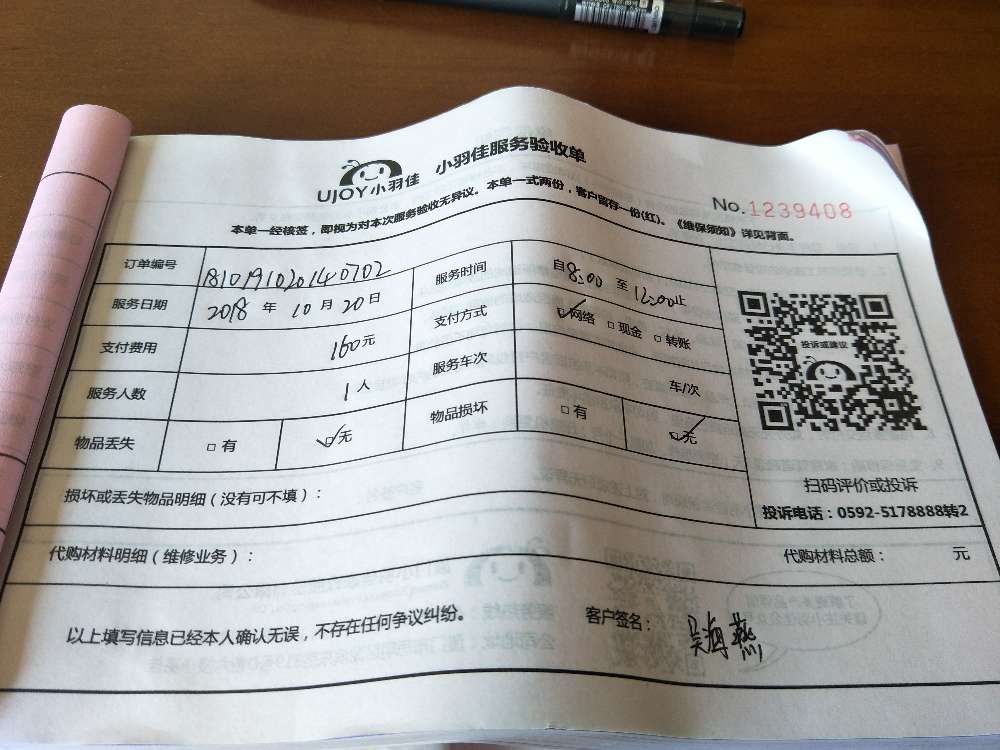 UJOY小羽佳 小羽佳服务验收单
No.1239408
本单一经核签，即视为对本次服务验收无异议。本单一式两份，客户留存一份(红)。《维保须知》详见背面。
订单编号 181019102014 0702 服务时间 自8:00 至 12:00止
服务日期 2018 年 10 月 20 日 支付方式 ☑网络 □现金 □转账
支付费用 160元 服务车次 车/次
服务人数 1 人 物品损坏 □有 ☑无
物品丢失 □有 ☑无
投诉或建议
扫码评价或投诉
投诉电话：0592-5178888转2
损坏或丢失物品明细（没有可不填）：
代购材料明细（维修业务）： 代购材料总额： 元
以上填写信息已经本人确认无误，不存在任何争议纠纷。 客户签名： 吴海燕